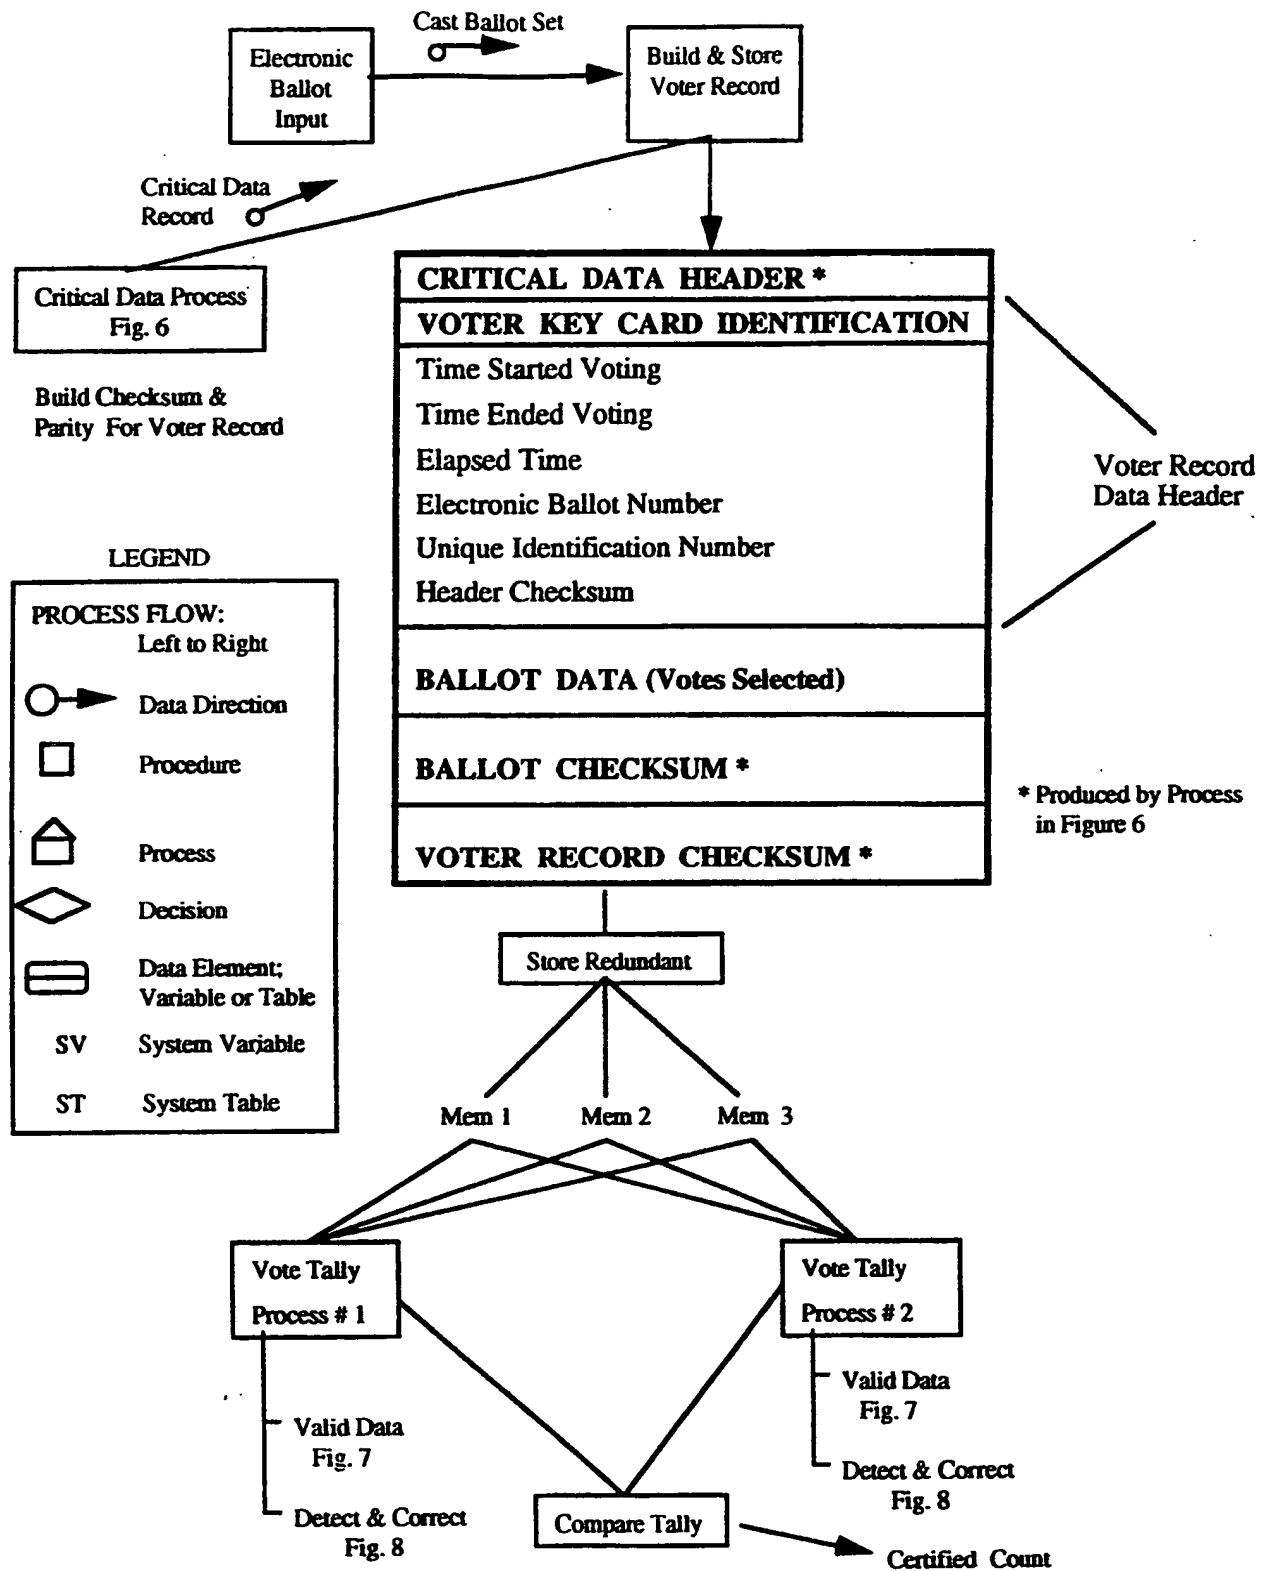 Cast Ballot Set
Electronic
Ballot
Input
Build & Store
Voter Record
Critical Data
Record
Critical Data Process
Fig. 6
Build Checksum &
Parity For Voter Record
CRITICAL DATA HEADER *
VOTER KEY CARD IDENTIFICATION
Time Started Voting
Time Ended Voting
Elapsed Time
Electronic Ballot Number
Unique Identification Number
Header Checksum
BALLOT DATA (Votes Selected)
BALLOT CHECKSUM *
VOTER RECORD CHECKSUM *
Voter Record
Data Header
* Produced by Process
in Figure 6
LEGEND
PROCESS FLOW:
Left to Right
Data Direction
Procedure
Process
Decision
Data Element;
Variable or Table
SV System Variable
ST System Table
Store Redundant
Mem 1 Mem 2 Mem 3
Vote Tally
Process # 1
Valid Data
Fig. 7
Detect & Correct
Fig. 8
Vote Tally
Process # 2
Valid Data
Fig. 7
Detect & Correct
Fig. 8
Compare Tally
Certified Count